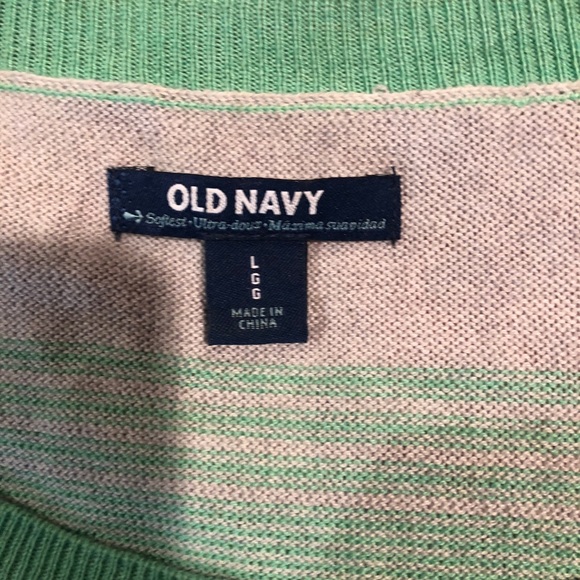 OLD NAVY
Softest·Ultra-doux·Máxima suavidad
L
G
G
MADE IN
CHINA